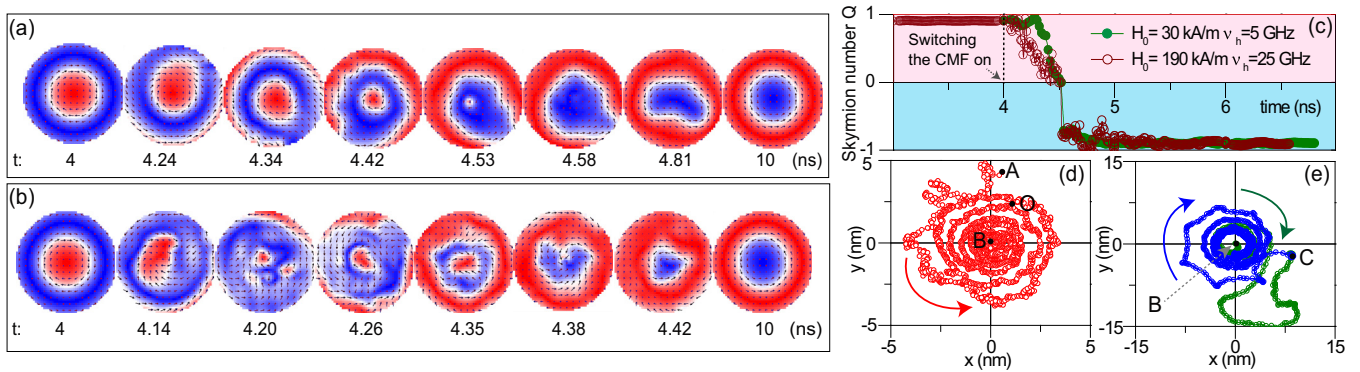 (a)
t: 4 4.24 4.34 4.42 4.53 4.58 4.81 10 (ns)
(b)
t: 4 4.14 4.20 4.26 4.35 4.38 4.42 10 (ns)
(c)
Skyrmion number Q
1
0
1
Switching
the CMF on
H0= 30 kA/m νh=5 GHz
H0= 190 kA/m νh=25 GHz
4 5 6 time (ns)
(d)
y (nm)
5
0
-5
A
O
B
-5 0 5
x (nm)
(e)
y (nm)
15
0
-15
C
B
-15 0 15
x (nm)